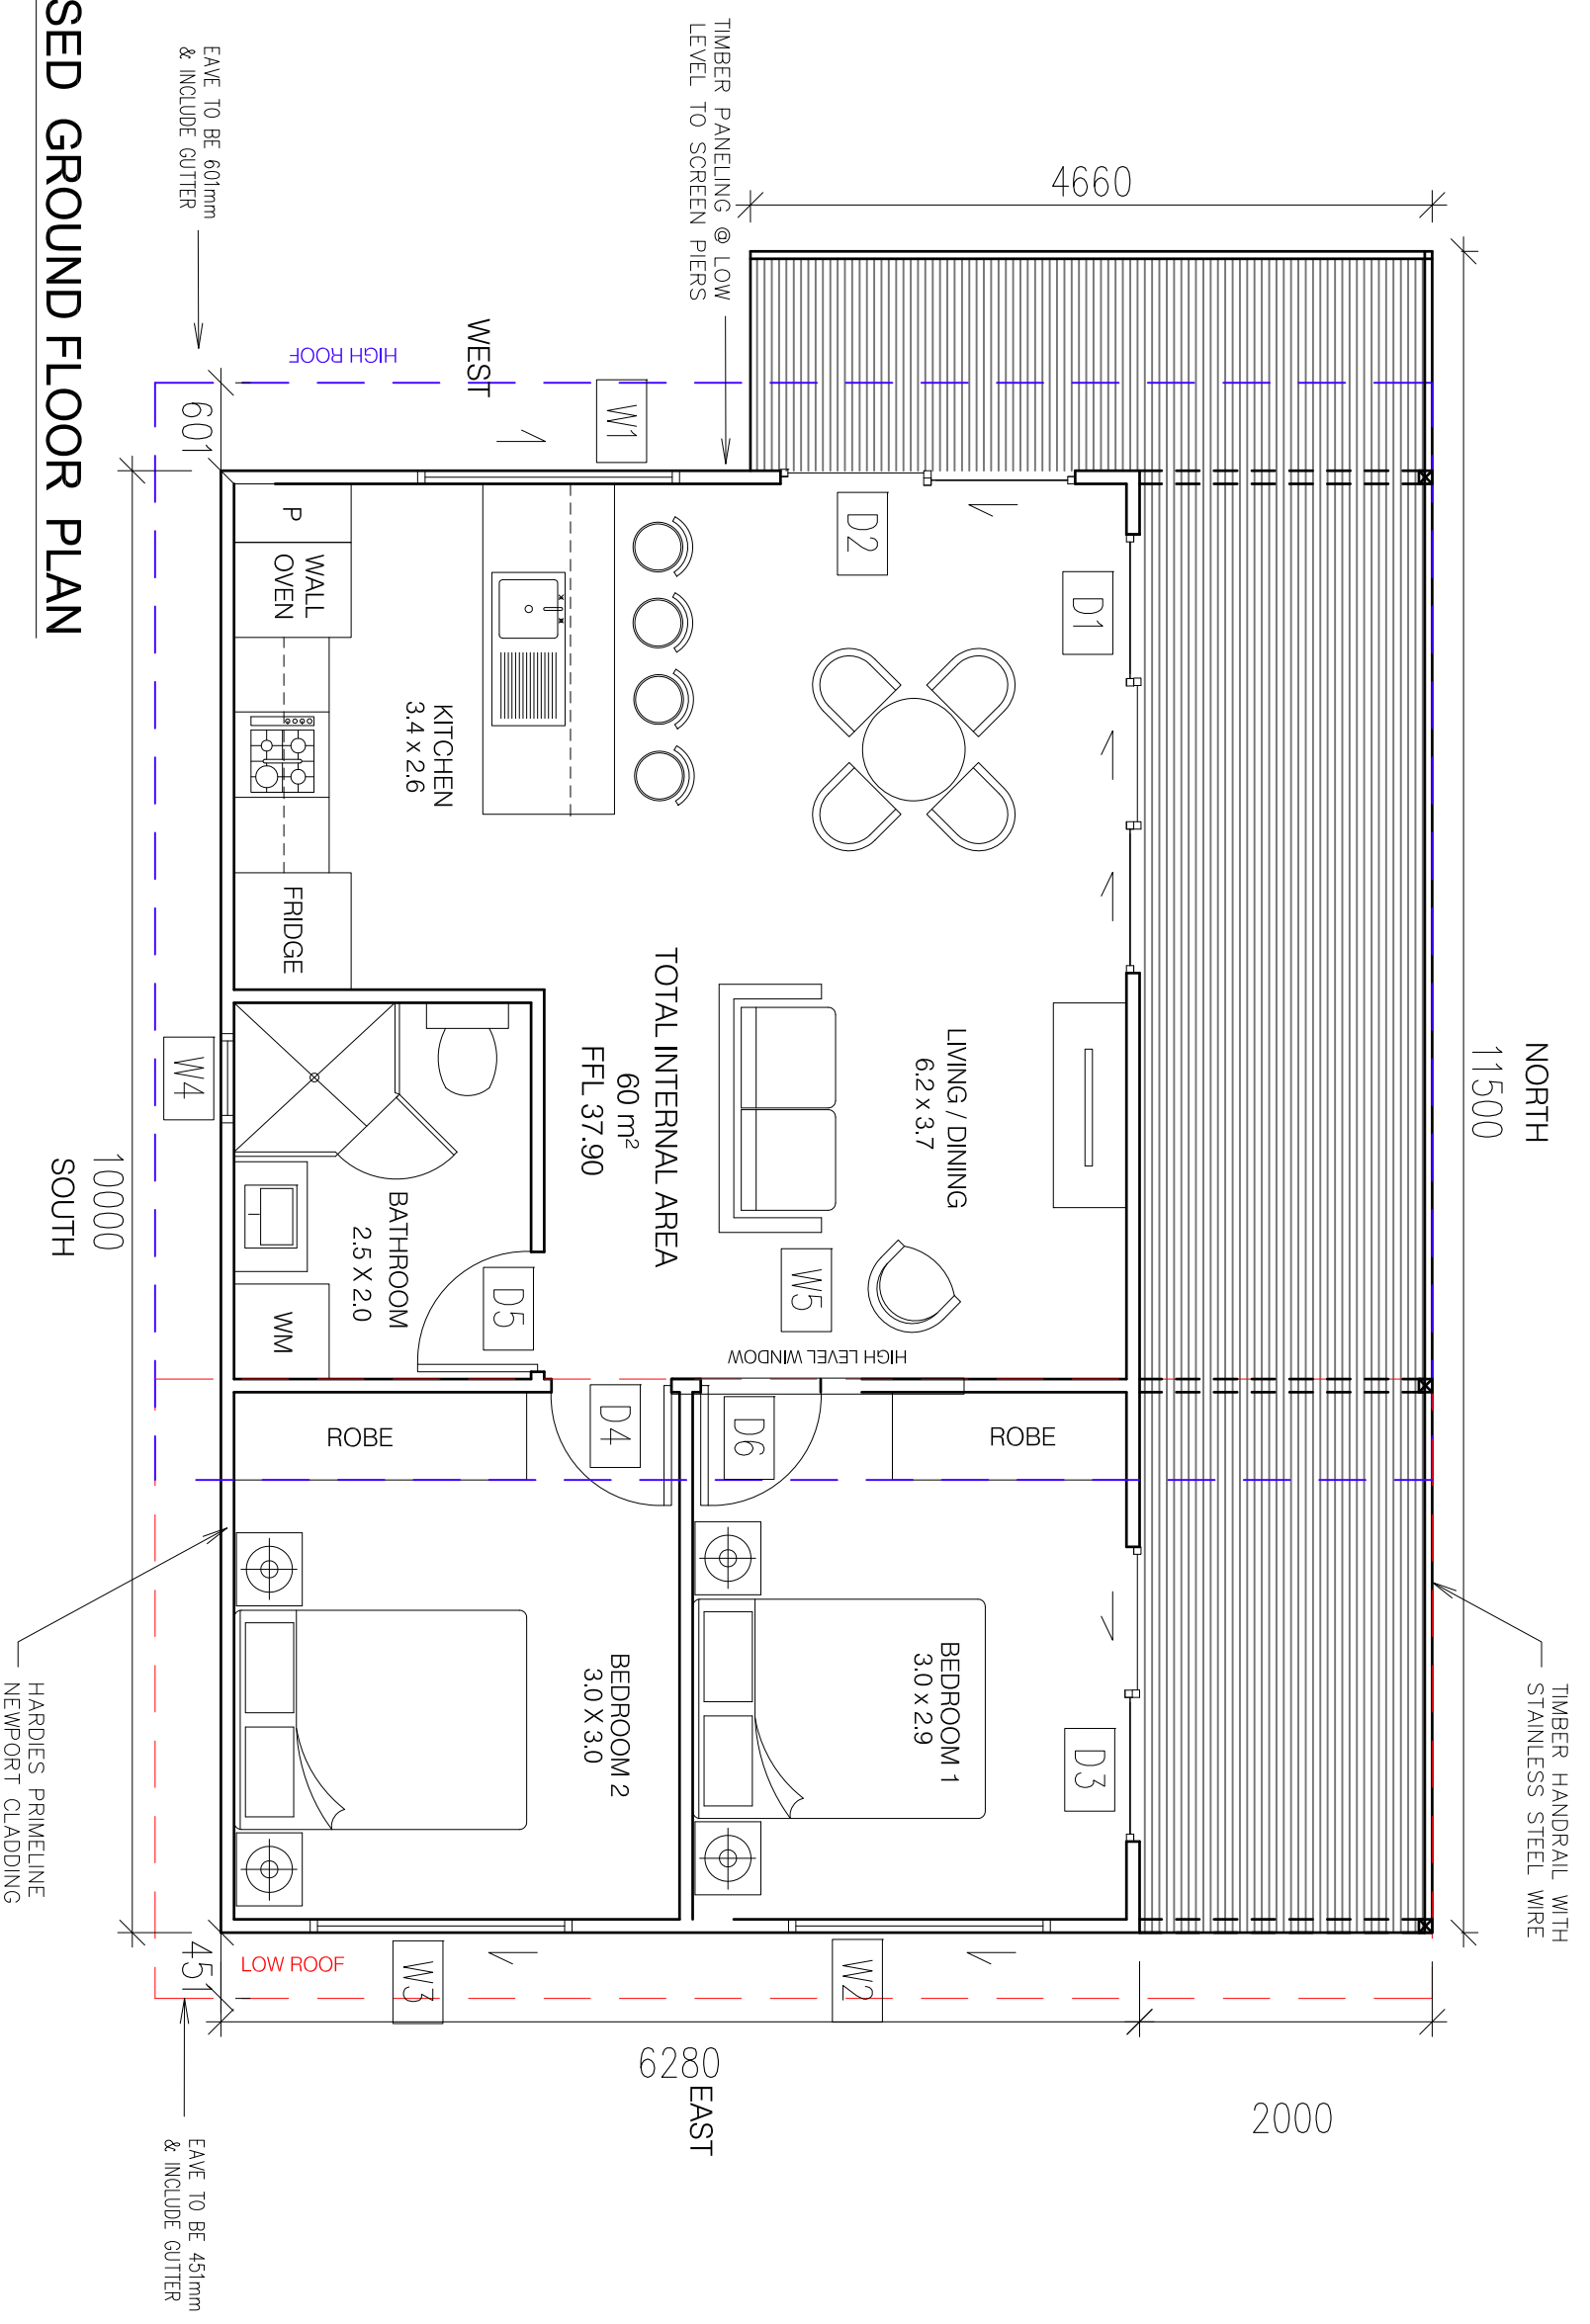 NORTH
11500
TIMBER HANDRAIL WITH
STAINLESS STEEL WIRE
4660
2000
D1
D3
LIVING / DINING
6.2 x 3.7
ROBE
BEDROOM 1
3.0 x 2.9
D2
W5
HIGH LEVEL WINDOW
D6
W2
TIMBER PANELING @ LOW
LEVEL TO SCREEN PIERS
TOTAL INTERNAL AREA
60 m²
FFL 37.90
6280
EAST
W1
WEST
D4
D5
BEDROOM 2
3.0 X 3.0
KITCHEN
3.4 x 2.6
BATHROOM
2.5 X 2.0
ROBE
W3
HIGH ROOF
LOW ROOF
P
WALL
OVEN
FRIDGE
WM
W4
601
451
EAVE TO BE 601mm
& INCLUDE GUTTER
EAVE TO BE 451mm
& INCLUDE GUTTER
10000
SOUTH
HARDIES PRIMELINE
NEWPORT CLADDING
SED GROUND FLOOR PLAN